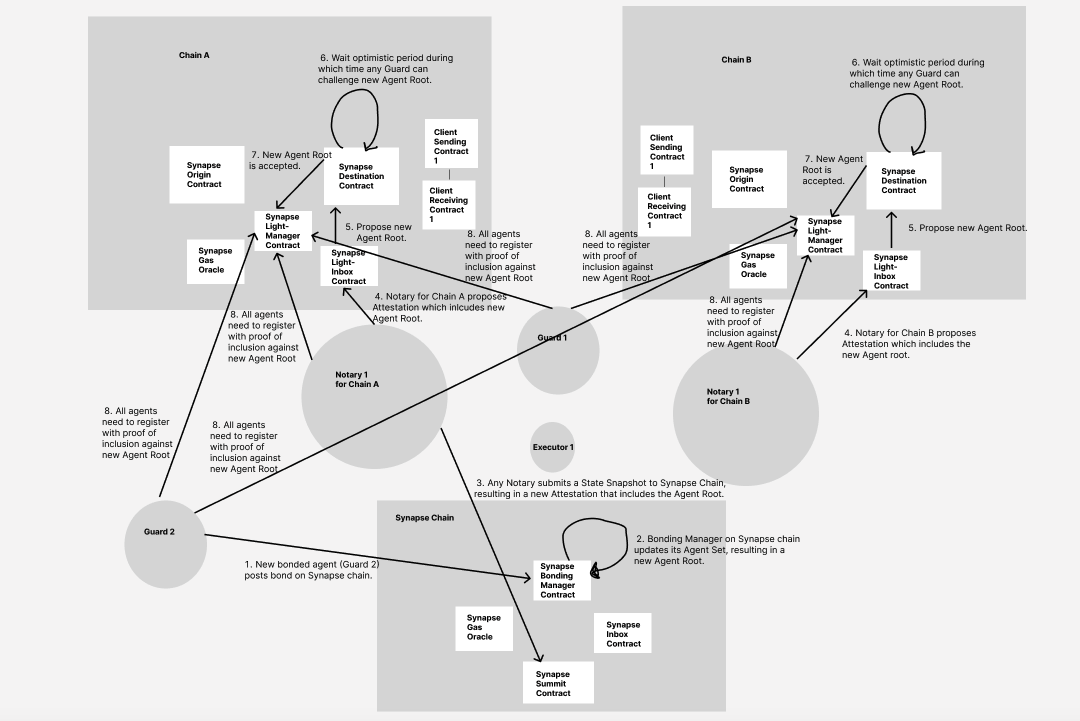 Chain A
6. Wait optimistic period during
which time any Guard can
challenge new Agent Root.
7. New Agent Root
is accepted.
Synapse
Origin
Contract
Synapse
Destination
Contract
Client
Sending
Contract
1
Client
Receiving
Contract
1
Synapse
Light-
Manager
Contract
5. Propose new
Agent Root.
Synapse
Gas
Oracle
Synapse
Light-
Inbox
Contract
8. All agents
need to register
with proof of
inclusion against
new Agent Root
4. Notary for Chain A proposes
Attestation which inlcudes new
Agent Root.
8. All agents
need to register
with proof of
inclusion against
new Agent Root
Chain B
6. Wait optimistic period during
which time any Guard can
challenge new Agent Root.
Client
Sending
Contract
1
Client
Receiving
Contract
1
Synapse
Origin
Contract
7. New Agent
Root is
accepted.
Synapse
Destination
Contract
8. All agents
need to register
with proof of
inclusion against
new Agent Root
Synapse
Light-
Manager
Contract
5. Propose new Agent Root.
Synapse
Gas
Oracle
Synapse
Light-
Inbox
Contract
8. All agents
need to register
with proof of
inclusion against
new Agent Root
4. Notary for Chain B proposes
Attestation which includes the
new Agent root.
Guard 1
Notary 1
for Chain A
Notary 1
for Chain B
8. All agents
need to register
with proof of
inclusion against
new Agent Root
8. All agents
need to register
with proof of
inclusion against
new Agent Root
Executor 1
3. Any Notary submits a State Snapshot to Synapse Chain,
resulting in a new Attestation that includes the Agent Root.
Guard 2
1. New bonded agent (Guard 2)
posts bond on Synapse chain.
Synapse Chain
2. Bonding Manager on Synapse chain
updates its Agent Set, resulting in a
new Agent Root.
Synapse
Bonding
Manager
Contract
Synapse
Gas
Oracle
Synapse
Inbox
Contract
Synapse
Summit
Contract